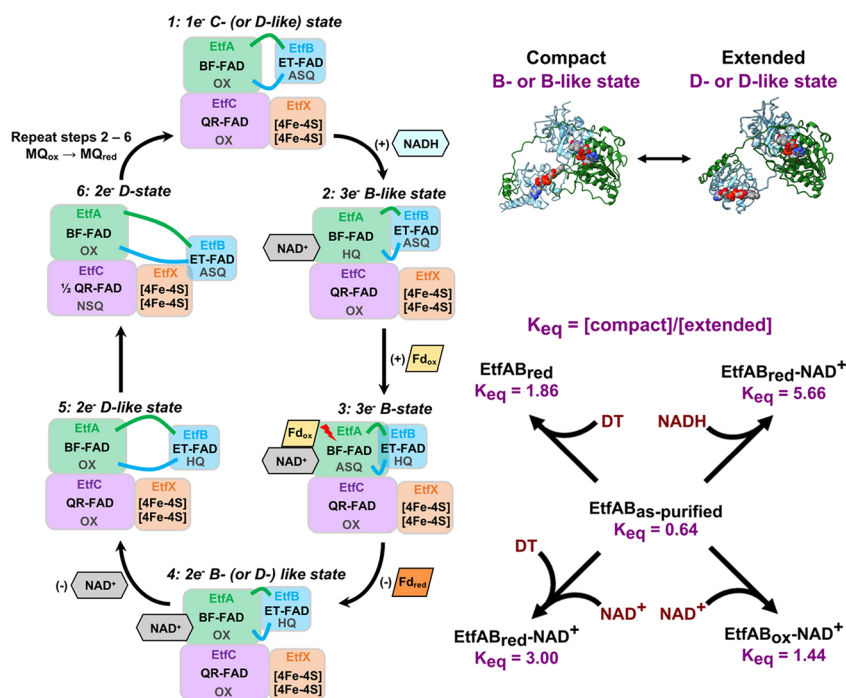 1: 1e⁻ C- (or D-like) state
EtfA
EtfB
BF-FAD
ET-FAD
OX
ASQ
EtfC
EtfX
QR-FAD
[4Fe-4S]
OX
[4Fe-4S]
Repeat steps 2 – 6
MQox → MQred
(+) NADH
2: 3e⁻ B-like state
EtfA
EtfB
BF-FAD
ET-FAD
NAD⁺
HQ
ASQ
EtfC
EtfX
QR-FAD
[4Fe-4S]
OX
[4Fe-4S]
(+) Fdox
3: 3e⁻ B-state
Fdox
EtfA
EtfB
NAD⁺
BF-FAD
ET-FAD
ASQ
HQ
EtfC
EtfX
QR-FAD
[4Fe-4S]
OX
[4Fe-4S]
(-) Fdred
4: 2e⁻ B- (or D-) like state
EtfA
EtfB
BF-FAD
ET-FAD
NAD⁺
OX
HQ
EtfC
EtfX
QR-FAD
[4Fe-4S]
OX
[4Fe-4S]
(-) NAD⁺
5: 2e⁻ D-like state
EtfA
EtfB
BF-FAD
ET-FAD
OX
HQ
EtfC
EtfX
QR-FAD
[4Fe-4S]
OX
[4Fe-4S]
6: 2e⁻ D-state
EtfA
EtfB
BF-FAD
ET-FAD
OX
ASQ
EtfC
EtfX
½ QR-FAD
[4Fe-4S]
NSQ
[4Fe-4S]
Compact
B- or B-like state
Extended
D- or D-like state
Keq = [compact]/[extended]
EtfABred
Keq = 1.86
EtfABred-NAD⁺
Keq = 5.66
DT
NADH
EtfABas-purified
Keq = 0.64
DT
NAD⁺
NAD⁺
EtfABred-NAD⁺
Keq = 3.00
EtfABox-NAD⁺
Keq = 1.44